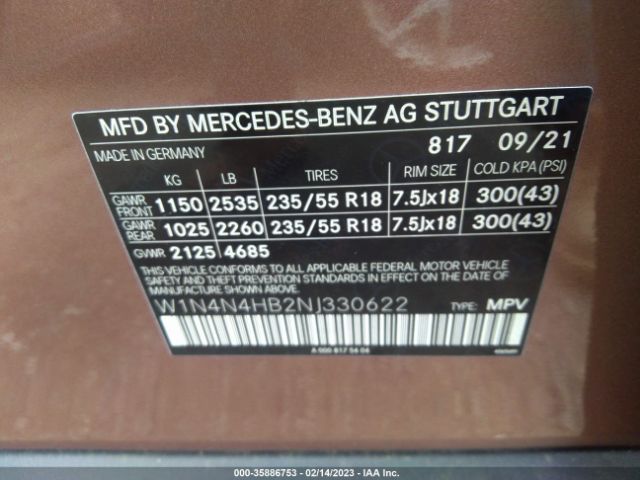 MFD BY MERCEDES-BENZ AG STUTTGART
MADE IN GERMANY 817 09/21
KG LB TIRES RIM SIZE COLD KPA(PSI)
GAWR FRONT 1150 2535 235/55 R18 7.5Jx18 300(43)
GAWR REAR 1025 2260 235/55 R18 7.5Jx18 300(43)
GVWR 2125 4685
THIS VEHICLE CONFORMS TO ALL APPLICABLE FEDERAL MOTOR VEHICLE
SAFETY AND THEFT PREVENTION STANDARDS IN EFFECT ON THE DATE OF
MANUFACTURE SHOWN ABOVE.
W1N4N4HB2NJ330622 TYPE: MPV
A 000 817 56 06
000-35886753 - 02/14/2023 - IAA Inc.